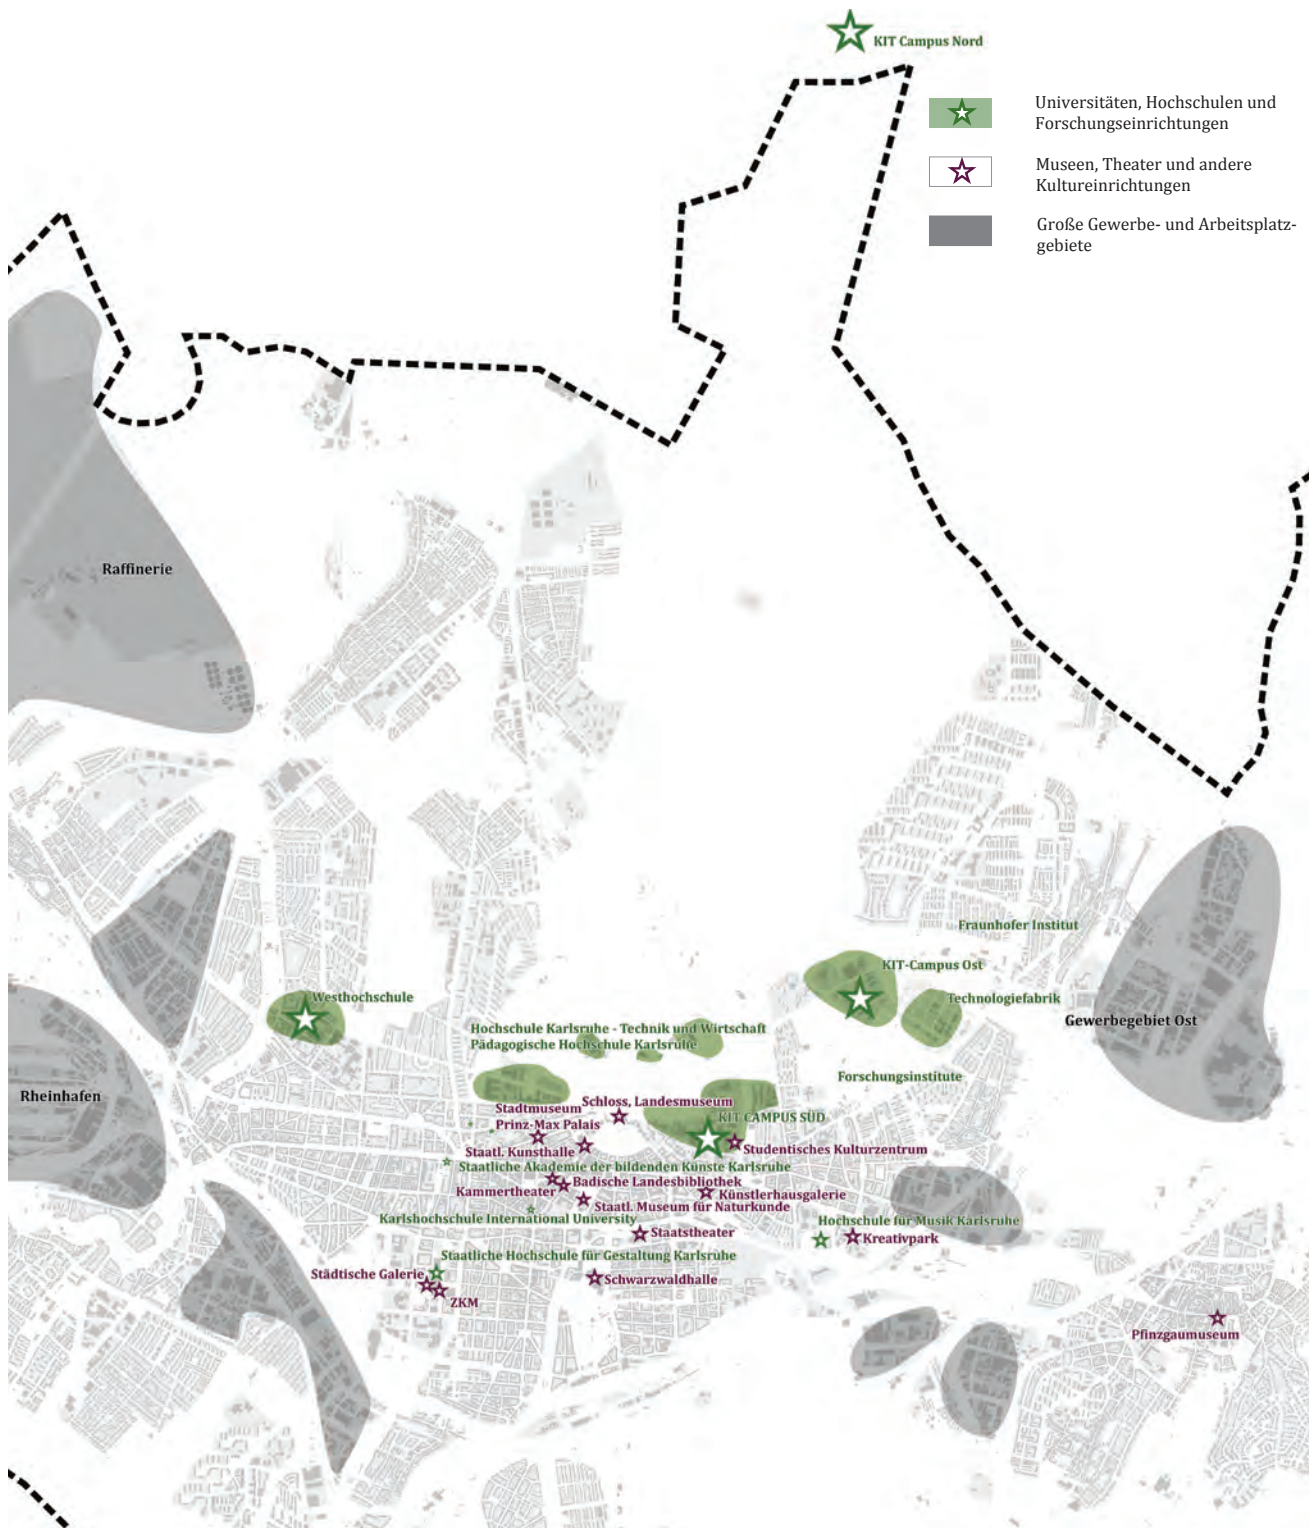 KIT Campus Nord
Universitäten, Hochschulen und
Forschungseinrichtungen
Museen, Theater und andere
Kultureinrichtungen
Große Gewerbe- und Arbeitsplatz-
gebiete
Raffinerie
Fraunhofer Institut
KIT-Campus Ost
Westhochschule
Technologiefabrik
Gewerbegebiet Ost
Hochschule Karlsruhe - Technik und Wirtschaft
Pädagogische Hochschule Karlsruhe
Forschungsinstitute
Rheinhafen
Schloss, Landesmuseum
Stadtmuseum
Prinz-Max Palais
KIT CAMPUS SÜD
Staatl. Kunsthalle
Studentisches Kulturzentrum
Staatliche Akademie der bildenden Künste Karlsruhe
Badische Landesbibliothek
Kammertheater
Künstlerhausgalerie
Staatl. Museum für Naturkunde
Karlshochschule International University
Hochschule für Musik Karlsruhe
Staatstheater
Kreativpark
Staatliche Hochschule für Gestaltung Karlsruhe
Städtische Galerie
Schwarzwaldhalle
ZKM
Pfinzgaumuseum